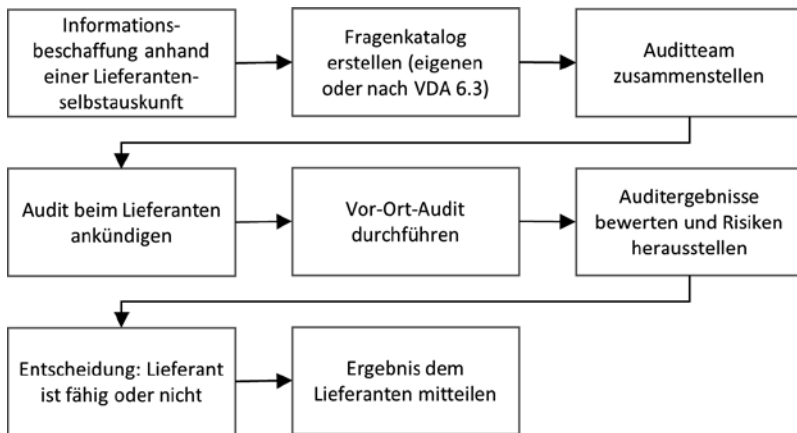 Informations-
beschaffung anhand
einer Lieferanten-
selbstauskunft
Fragenkatalog
erstellen (eigenen
oder nach VDA 6.3)
Auditteam
zusammenstellen
Audit beim Lieferanten
ankündigen
Vor-Ort-Audit
durchführen
Auditergebnisse
bewerten und Risiken
herausstellen
Entscheidung: Lieferant
ist fähig oder nicht
Ergebnis dem
Lieferanten mitteilen